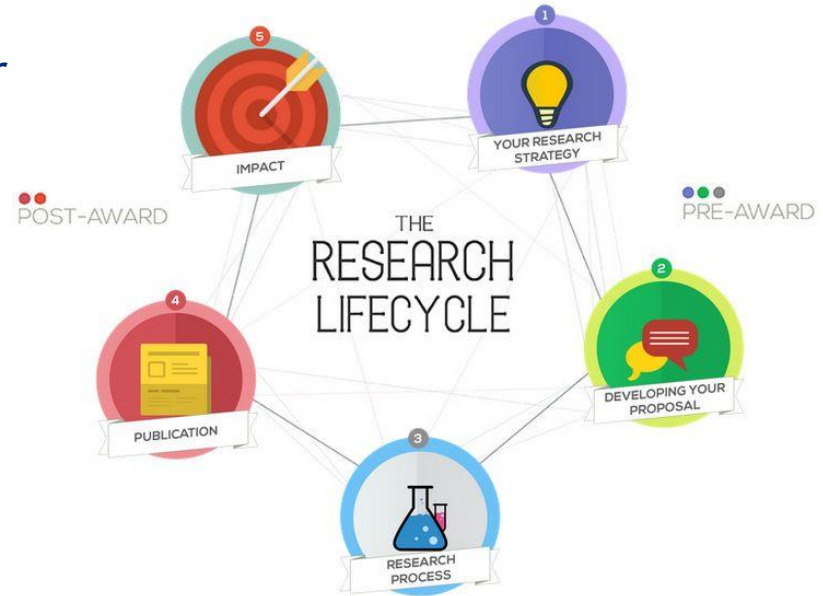 1
YOUR RESEARCH
STRATEGY
5
IMPACT
POST-AWARD
PRE-AWARD
THE
RESEARCH
LIFECYCLE
2
DEVELOPING YOUR
PROPOSAL
4
PUBLICATION
3
RESEARCH
PROCESS